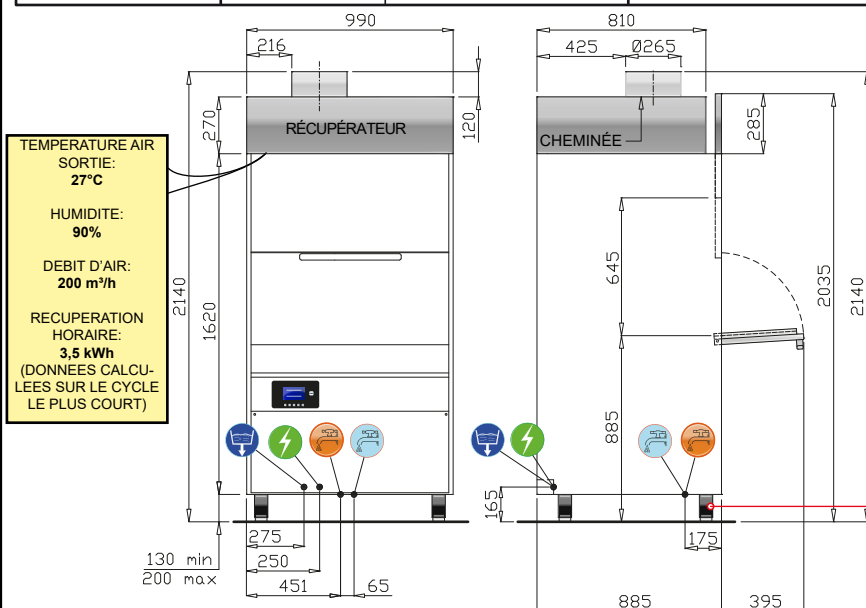 990
810
216
425
Ø265
270
120
285
RÉCUPÉRATEUR
CHEMINÉE
TEMPERATURE AIR
SORTIE:
27°C
HUMIDITE:
90%
DEBIT D'AIR:
200 m³/h
RECUPERATION
HORAIRE:
3,5 kWh
(DONNEES CALCU-
LEES SUR LE CYCLE
LE PLUS COURT)
2140
1620
645
2035
2140
885
165
275
250
451
65
175
130 min
200 max
885
395